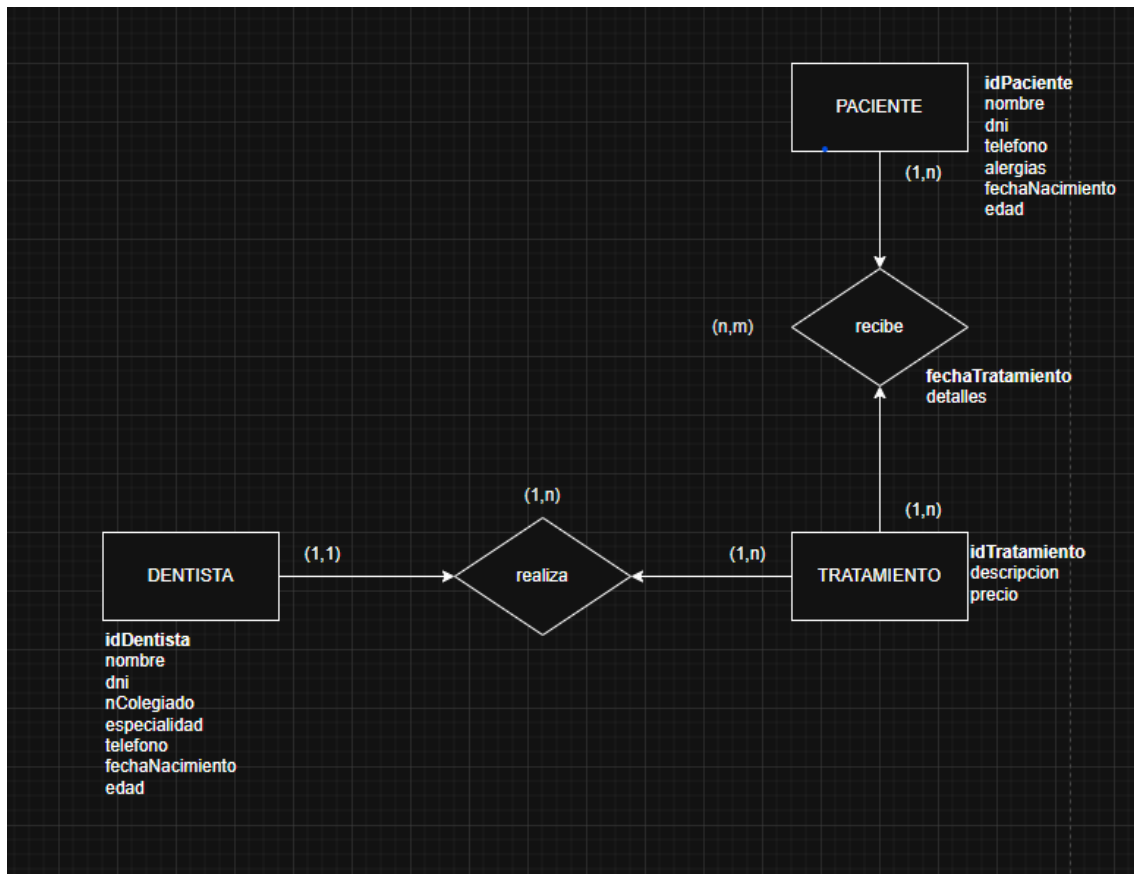 PACIENTE
idPaciente
nombre
dni
telefono
alergias
fechaNacimiento
edad
(1,n)
(n,m)
recibe
fechaTratamiento
detalles
(1,n)
(1,n)
DENTISTA
(1,1)
realiza
(1,n)
TRATAMIENTO
idTratamiento
descripcion
precio
idDentista
nombre
dni
nColegiado
especialidad
telefono
fechaNacimiento
edad